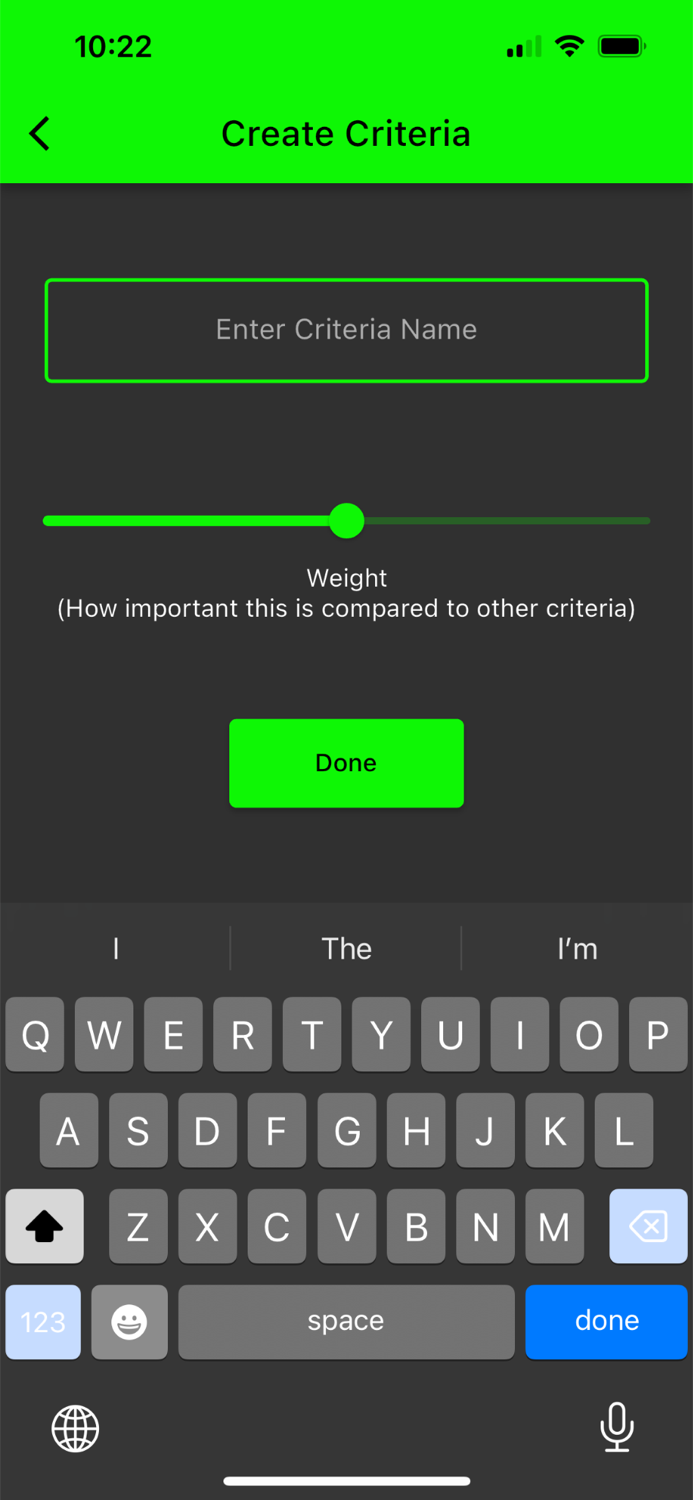 10:22
Create Criteria
Enter Criteria Name
Weight
(How important this is compared to other criteria)
Done
I The I’m
Q W E R T Y U I O P
A S D F G H J K L
Z X C V B N M
123 space done